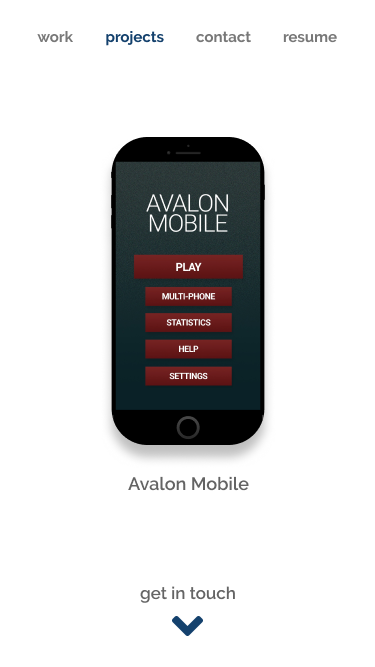 work projects contact resume
AVALON
MOBILE
PLAY
MULTI-PHONE
STATISTICS
HELP
SETTINGS
Avalon Mobile
get in touch